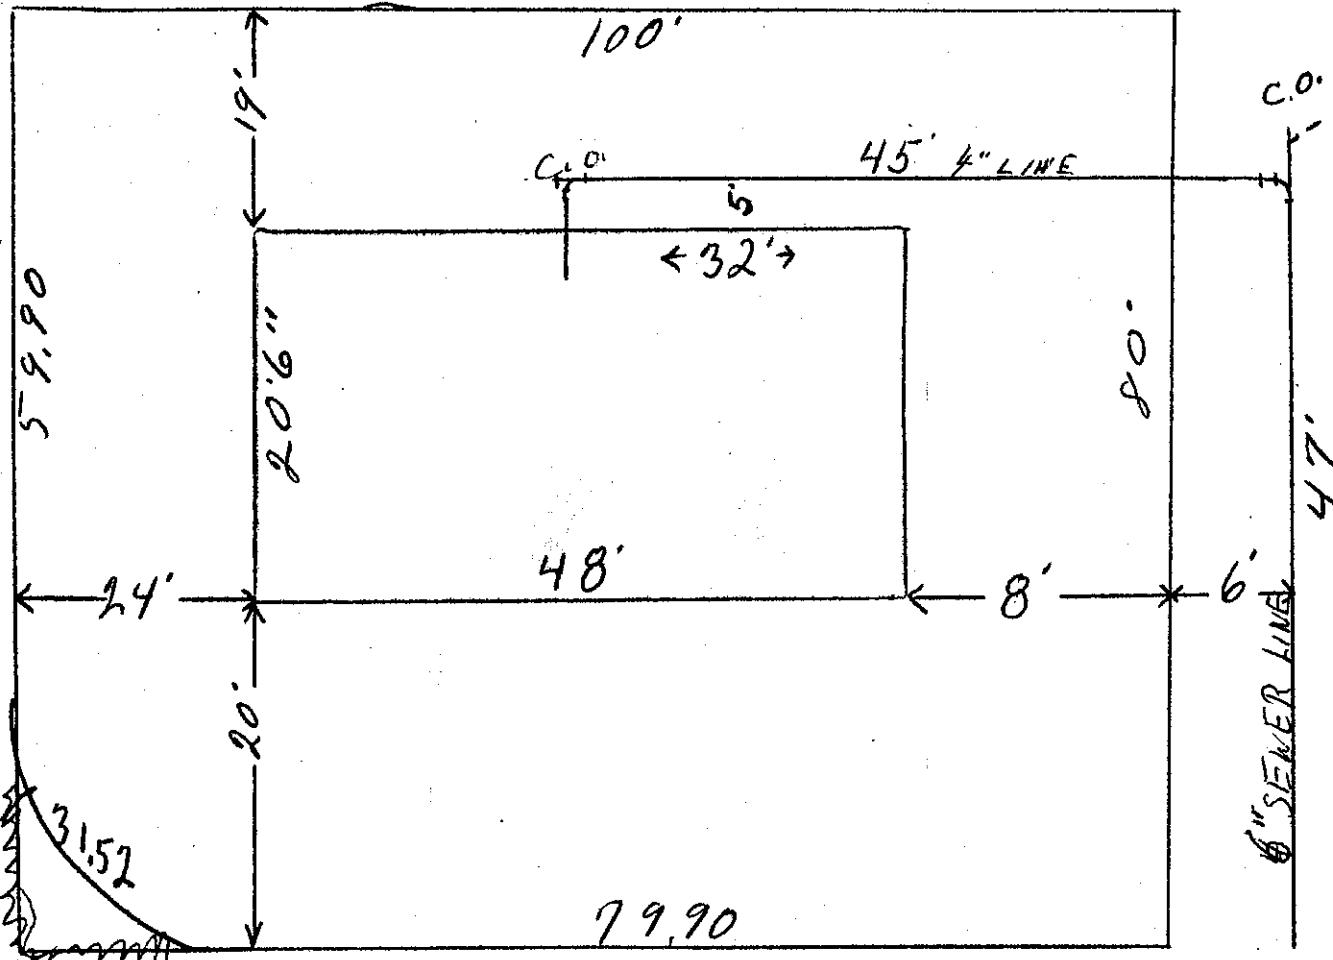 100'
C.O.
19'
C.O.
45' 4" LINE
5'
← 32' →
59.90
20'6"
80'
47'
48'
24'
8'
6'
20'
6" SEWER LINE
31.52
79.90